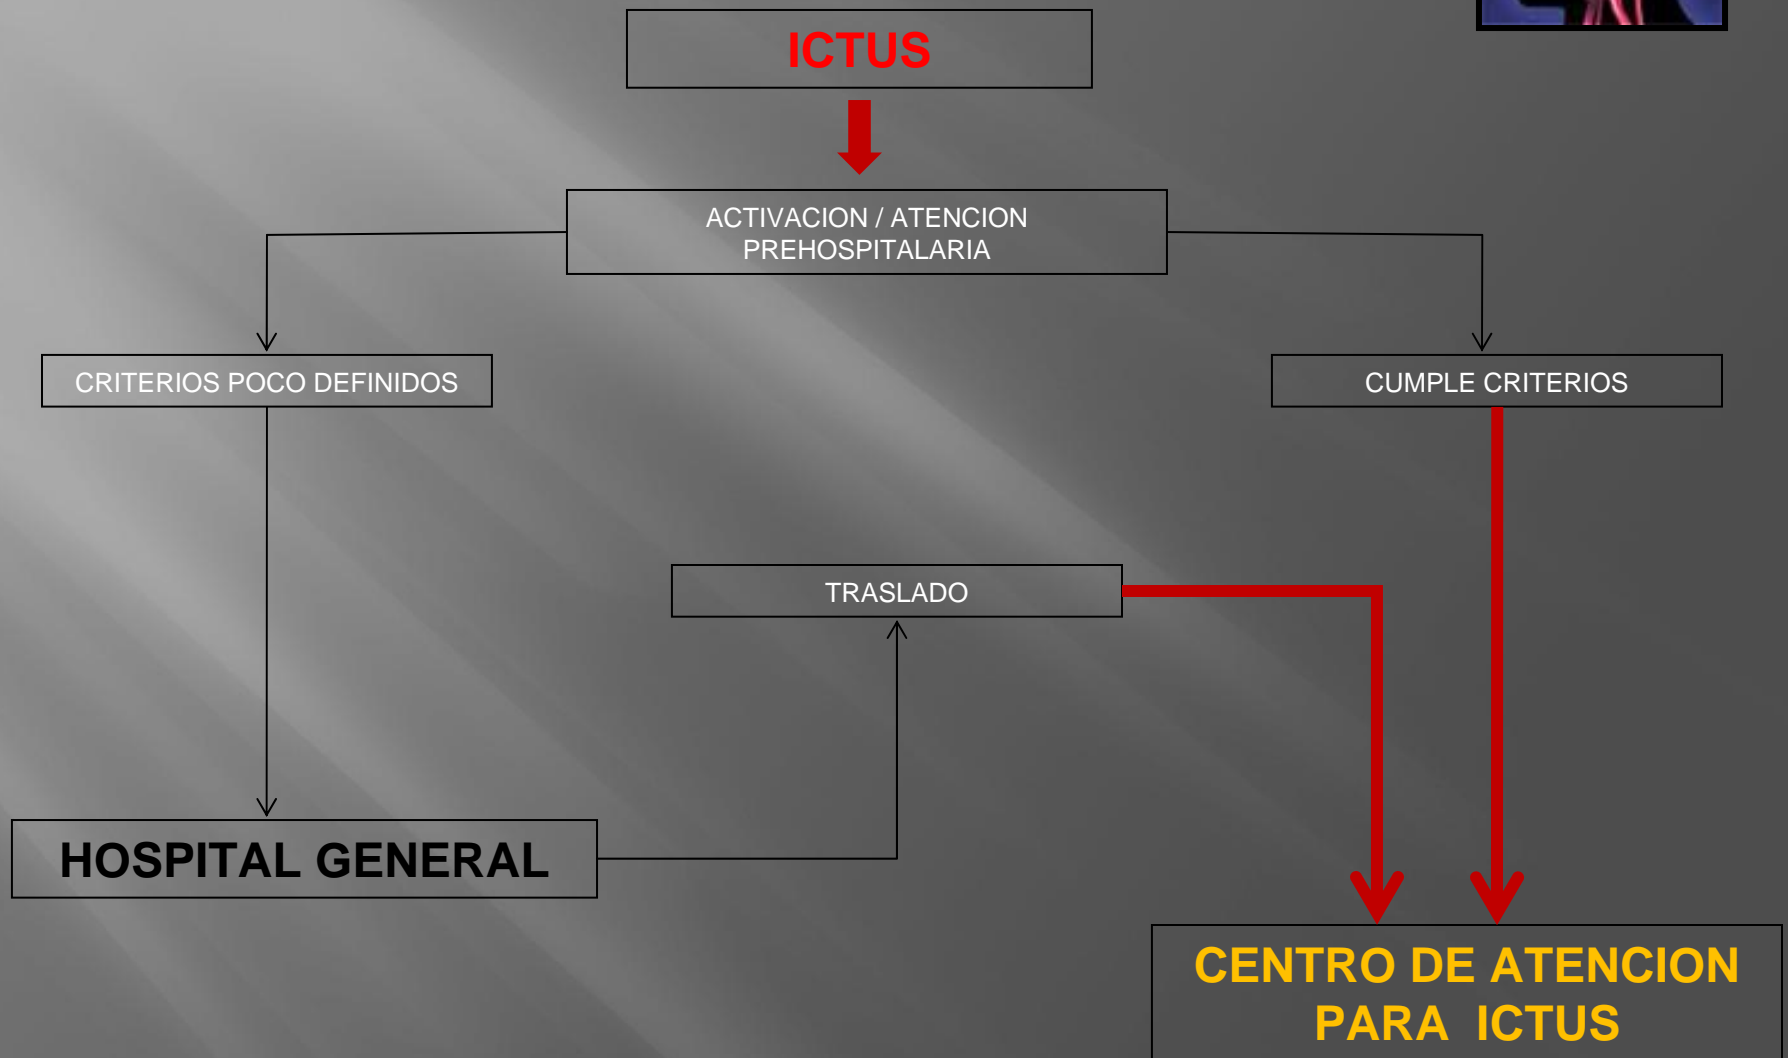 ICTUS
ACTIVACION / ATENCION
PREHOSPITALARIA
CRITERIOS POCO DEFINIDOS
CUMPLE CRITERIOS
TRASLADO
HOSPITAL GENERAL
CENTRO DE ATENCION
PARA ICTUS